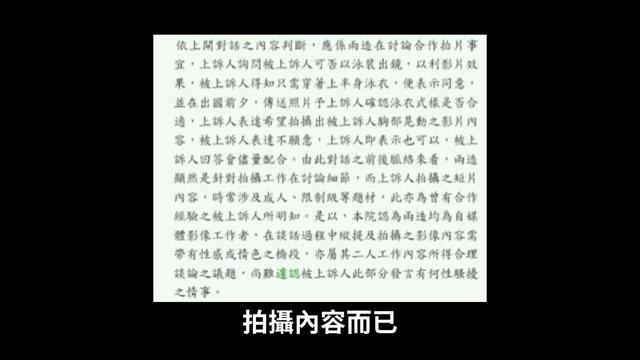 依上開對話之內容判斷，應係兩造在討論合作拍片事
宜，上訴人詢問被上訴人可否以泳裝出鏡，以利影片效
果，被上訴人得知只需穿著上半身泳衣，便表示同意，
並在出國前夕，傳送照片予上訴人確認泳衣式樣是否合
適，上訴人表達希望拍攝出被上訴人胸部晃動之影片內
容，被上訴人表達不願意，上訴人即表示也可以，被上
訴人回答會儘量配合。由此對話之前後脈絡來看，兩造
顯然是針對拍攝工作在討論細節，而上訴人拍攝之短片
內容，時常涉及成人、限制級等題材，此亦為曾有合作
經驗之被上訴人所明知。是以，本院認為兩造均為自媒
體影像工作者，在談話過程中縱提及拍攝之影像內容需
帶有性感或情色之橋段，亦屬其二人工作內容所得合理
談論之議題，尚難遽認被上訴人此部分發言有何性騷擾
之情事。
拍攝內容而已